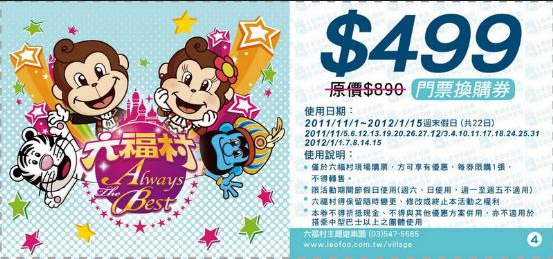 六福村
Always
The Best
$499
原價$890 門票換購券
使用日期：
2011/11/1~2012/1/15週末假日 (共22日)
2011/11/5.6.12.13.19.20.26.27.12/3.4.10.11.17.18.24.25.31
2012/1/1.7.8.14.15
使用說明：
• 僅於六福村現場購票，方可享有優惠，每券限購1張，
不得轉售。
• 限活動期間節假日使用(週六、日使用，週一至週五不適用)
• 六福村得保留隨時變更、修改或終止本活動之權利
• 本券不得折抵現金，不得與其他優惠方案併用，亦不適用於
搭乘中型巴士以上之團體使用
六福村主題遊樂園 (03)547-5665
www.leofoo.com.tw/village
4